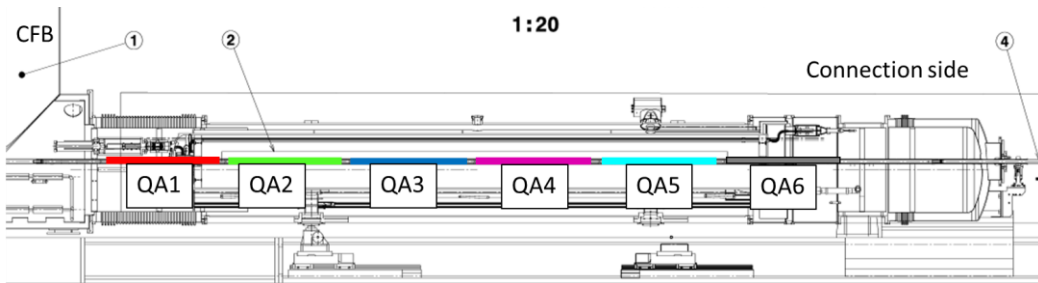 1:20
CFB
1
2
4
Connection side
QA1
QA2
QA3
QA4
QA5
QA6